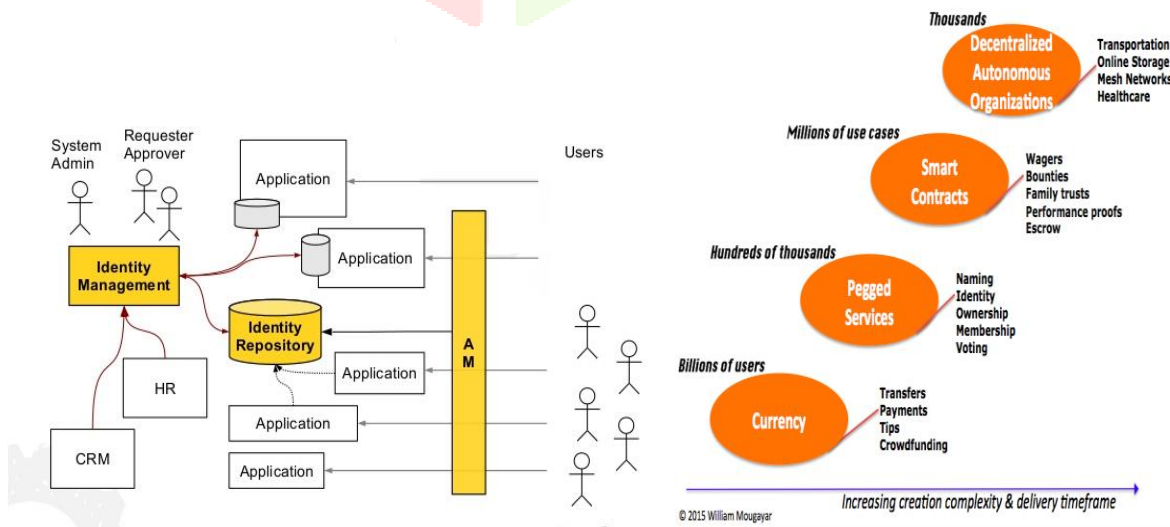 System
Admin
Requester
Approver
Users
Application
Application
Identity
Management
Identity
Repository
A
M
Application
HR
Application
CRM
Application
Thousands
Decentralized
Autonomous
Organizations
Transportation
Online Storage
Mesh Networks
Healthcare
Millions of use cases
Smart
Contracts
Wagers
Bounties
Family trusts
Performance proofs
Escrow
Hundreds of thousands
Pegged
Services
Naming
Identity
Ownership
Membership
Voting
Billions of users
Currency
Transfers
Payments
Tips
Crowdfunding
Increasing creation complexity & delivery timeframe
© 2015 William Mougayar